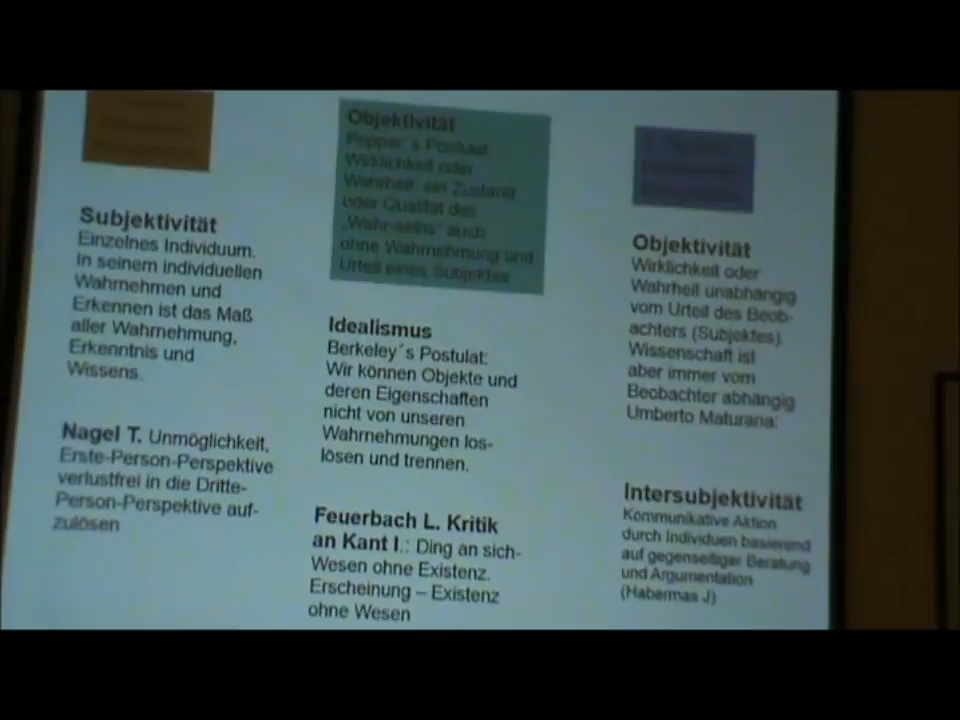 Subjektivität
Einzelnes Individuum.
In seinem individuellen
Wahrnehmen und
Erkennen ist das Maß
aller Wahrnehmung,
Erkenntnis und
Wissens.
Nagel T. Unmöglichkeit,
Erste-Person-Perspektive
verlustfrei in die Dritte-
Person-Perspektive auf-
zulösen
Objektivität
Popper´s Postulat:
Wirklichkeit oder
Wahrheit: ein Zustand
oder Qualität des
„Wahr-seins“ auch
ohne Wahrnehmung und
Urteil eines Subjektes
Idealismus
Berkeley´s Postulat:
Wir können Objekte und
deren Eigenschaften
nicht von unseren
Wahrnehmungen los-
lösen und trennen.
Feuerbach L. Kritik
an Kant I.: Ding an sich-
Wesen ohne Existenz.
Erscheinung – Existenz
ohne Wesen
Objektivität
Wirklichkeit oder
Wahrheit unabhängig
vom Urteil des Beob-
achters (Subjektes).
Wissenschaft ist
aber immer vom
Beobachter abhängig
Umberto Maturana:
Intersubjektivität
Kommunikative Aktion
durch Individuen basierend
auf gegenseitiger Beratung
und Argumentation
(Habermas J)